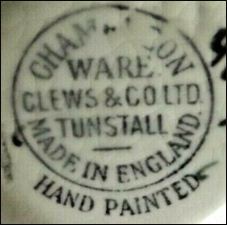 WARE
CLEWS & CO LTD.
TUNSTALL
MADE IN ENGLAND.
HAND PAINTED